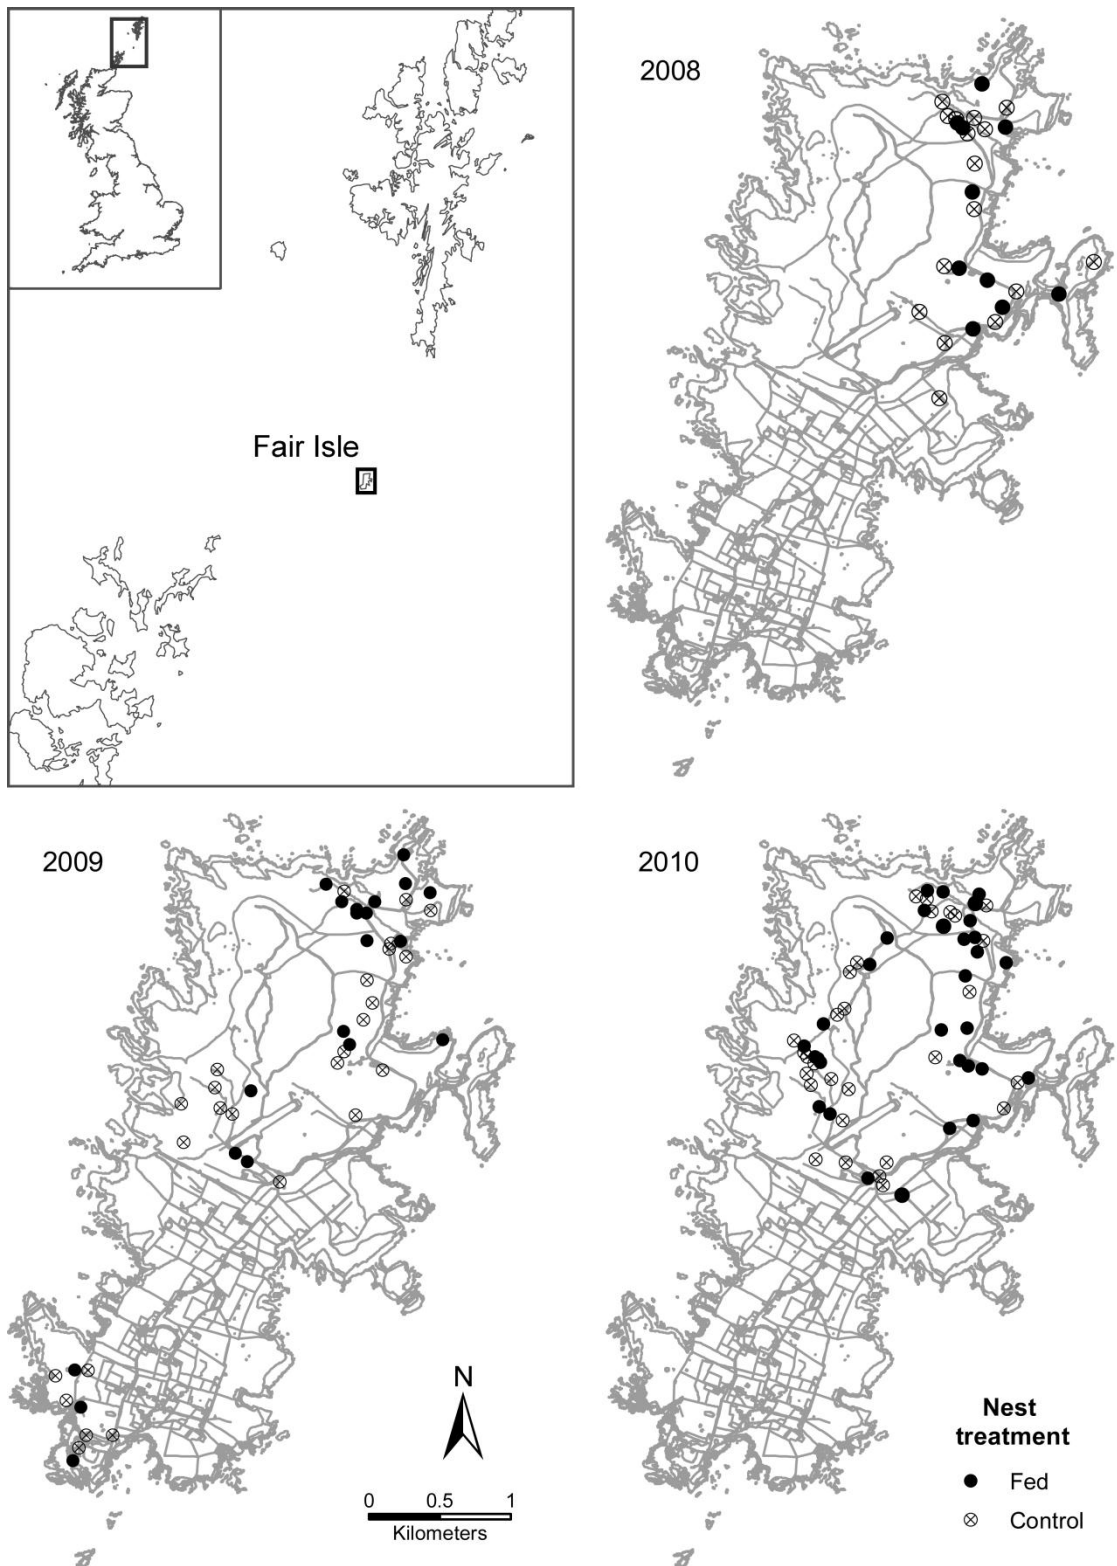 2008
Fair Isle
2009
2010
N
0 0.5 1
Kilometers
Nest
treatment
Fed
Control